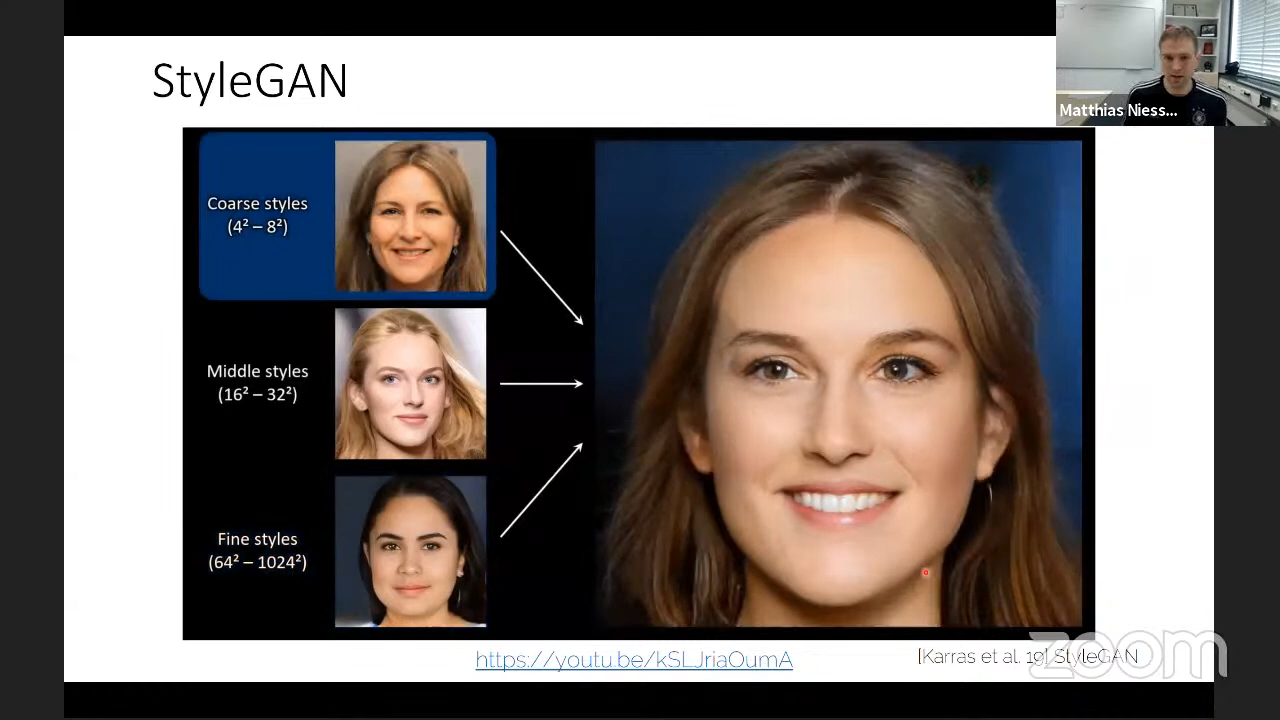 StyleGAN
Matthias Niess...
Coarse styles
(4² – 8²)
Middle styles
(16² – 32²)
Fine styles
(64² – 1024²)
https://youtu.be/kSLJriaOumA
[Karras et al. 19] StyleGAN
zoom